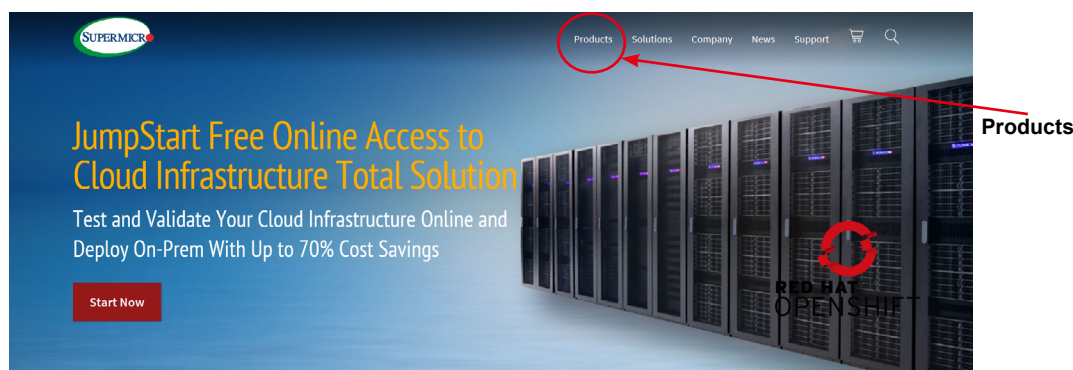 SUPERMICR
Products
Solutions
Company
News
Support
Products
JumpStart Free Online Access to
Cloud Infrastructure Total Solution
Test and Validate Your Cloud Infrastructure Online and
Deploy On-Prem With Up to 70% Cost Savings
Start Now
RED HAT
OPENSHIFT